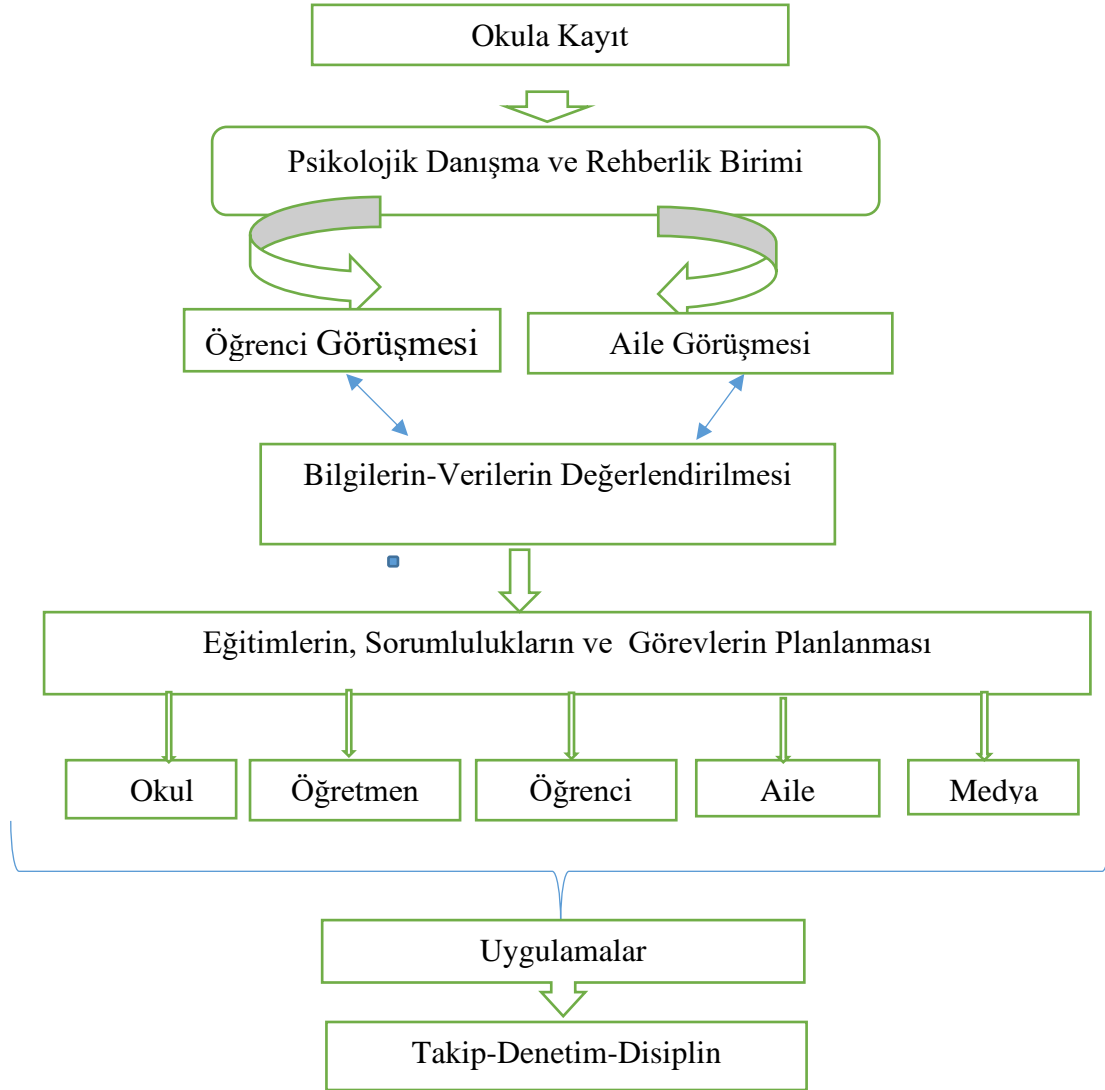 Okula Kayıt
Psikolojik Danışma ve Rehberlik Birimi
Öğrenci Görüşmesi
Aile Görüşmesi
Bilgilerin-Verilerin Değerlendirilmesi
Eğitimlerin, Sorumlulukların ve Görevlerin Planlanması
Okul
Öğretmen
Öğrenci
Aile
Medya
Uygulamalar
Takip-Denetim-Disiplin